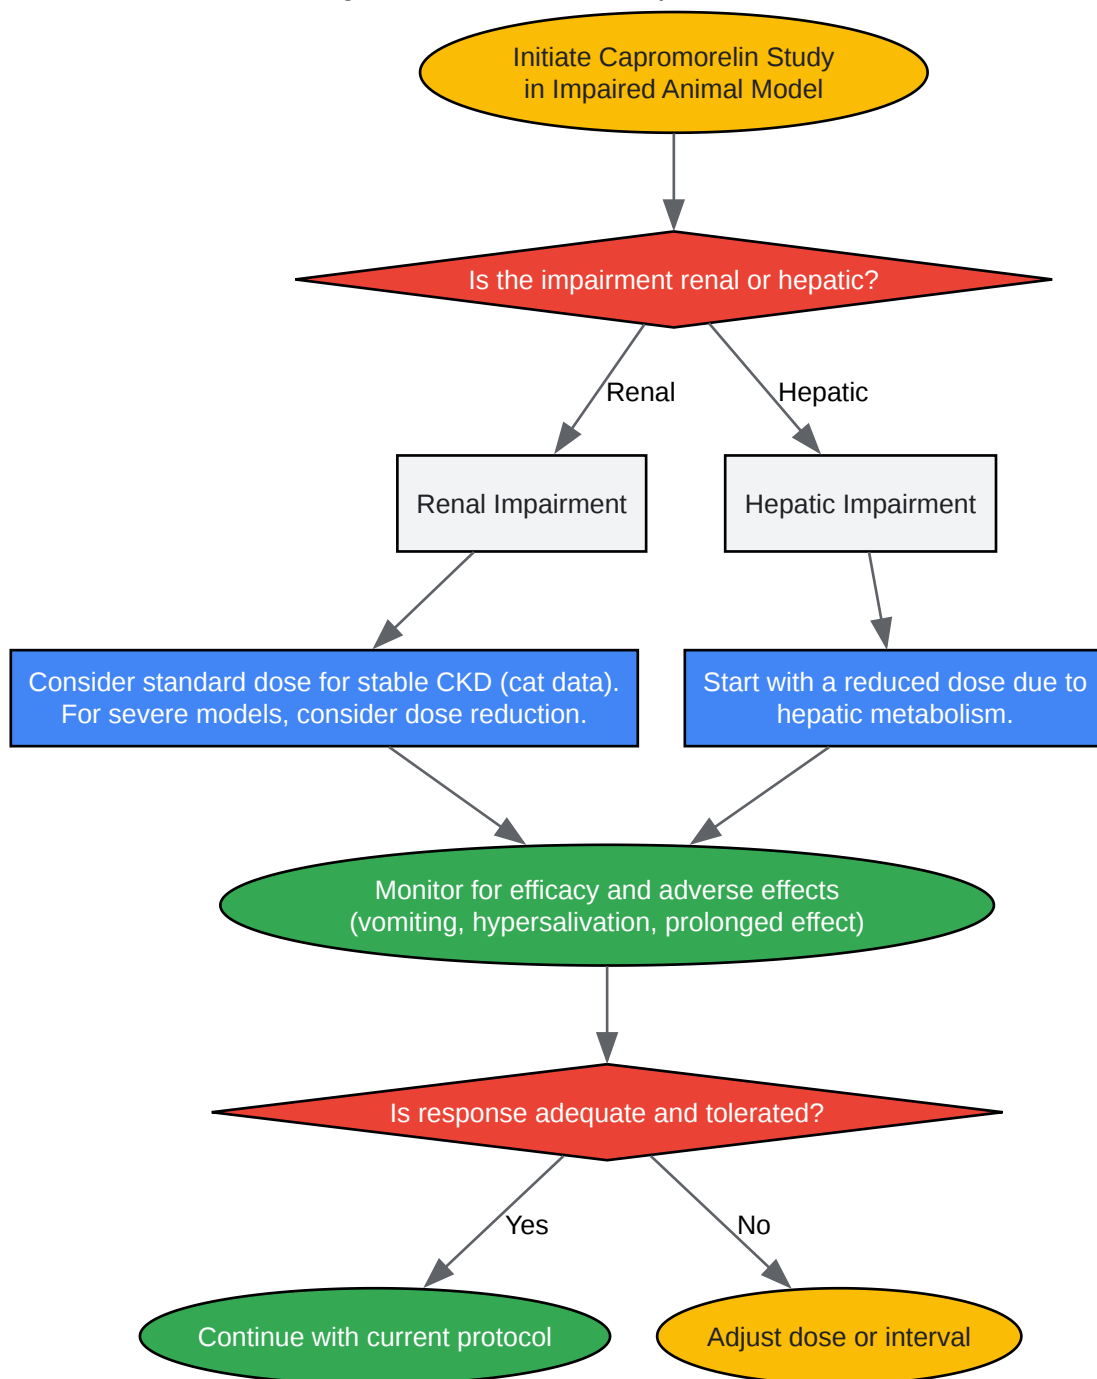 Initiate Capromorelin Study
in Impaired Animal Model
Is the impairment renal or hepatic?
Renal
Hepatic
Renal Impairment
Hepatic Impairment
Consider standard dose for stable CKD (cat data).
For severe models, consider dose reduction.
Start with a reduced dose due to
hepatic metabolism.
Monitor for efficacy and adverse effects
(vomiting, hypersalivation, prolonged effect)
Is response adequate and tolerated?
Yes
No
Continue with current protocol
Adjust dose or interval